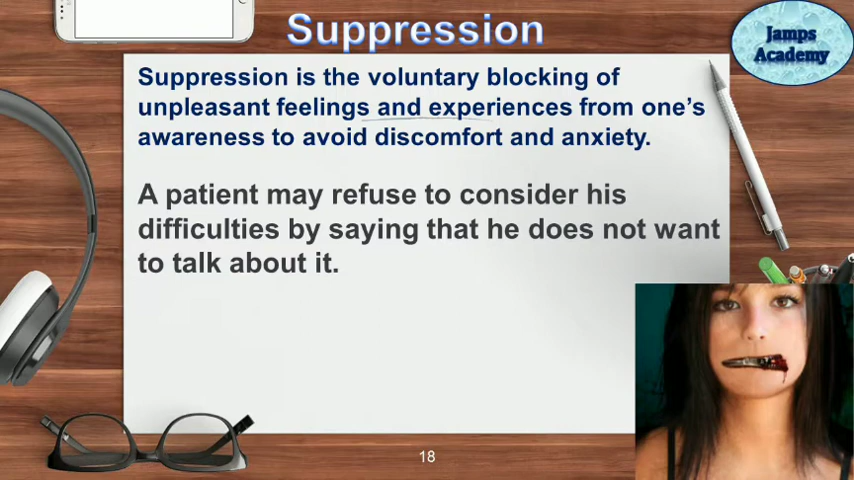 Suppression
Jamps
Academy
Suppression is the voluntary blocking of
unpleasant feelings and experiences from one’s
awareness to avoid discomfort and anxiety.
A patient may refuse to consider his
difficulties by saying that he does not want
to talk about it.
18